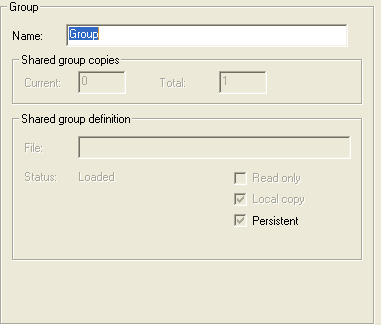 Group
Name: Group
Shared group copies
Current: 0 Total: 1
Shared group definition
File:
Status: Loaded Read only
Local copy
Persistent